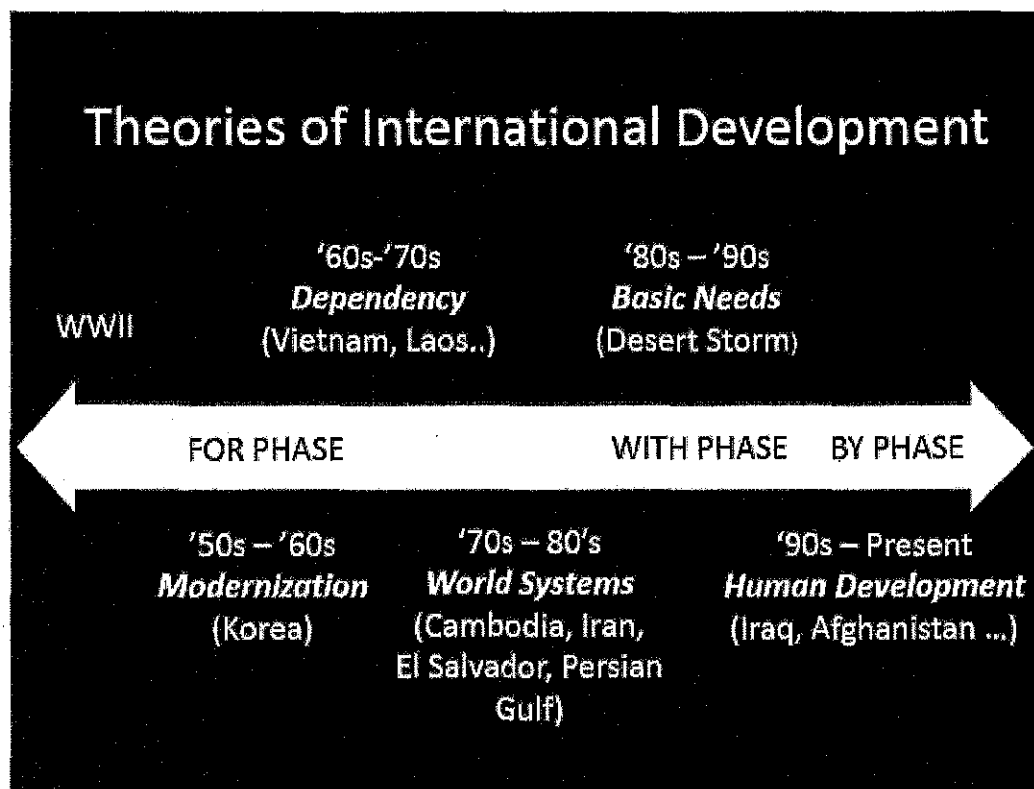 Theories of International Development
'60s-'70s
Dependency
(Vietnam, Laos..)
'80s – '90s
Basic Needs
(Desert Storm)
WWII
FOR PHASE
WITH PHASE
BY PHASE
'50s – '60s
Modernization
(Korea)
'70s – 80's
World Systems
(Cambodia, Iran,
El Salvador, Persian
Gulf)
'90s – Present
Human Development
(Iraq, Afghanistan ...)